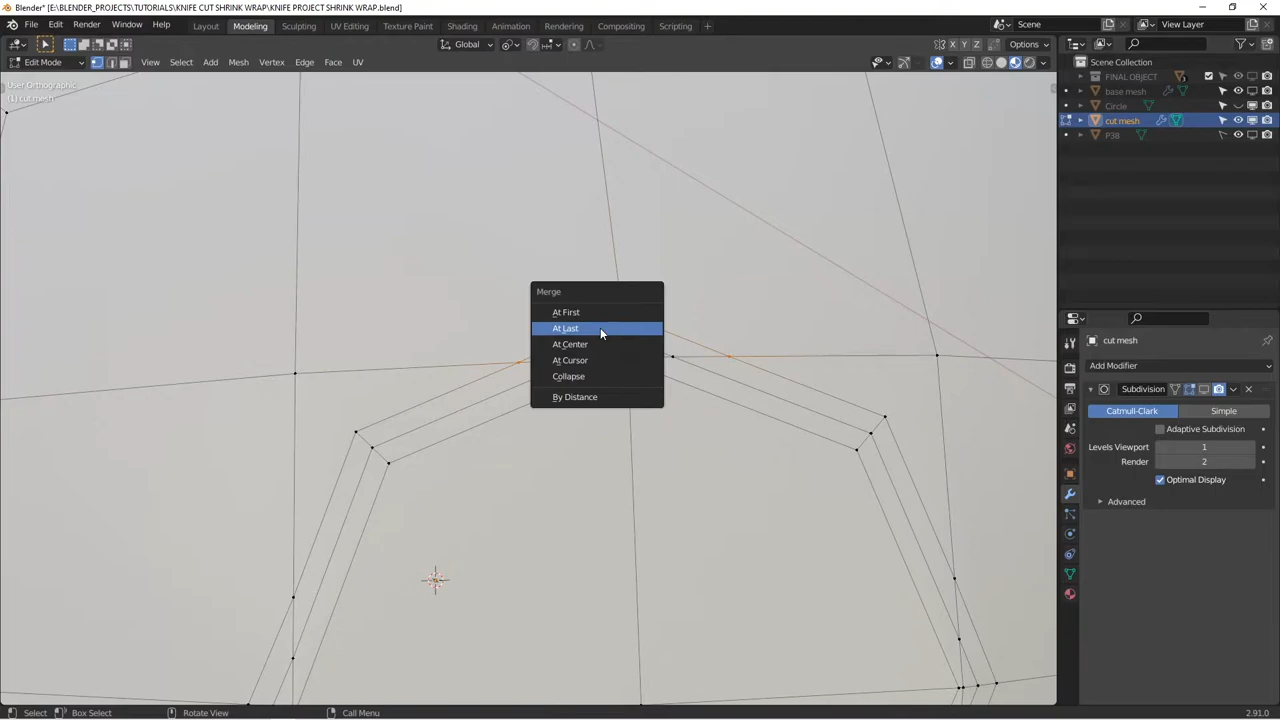 Blender* [E:\BLENDER_PROJECTS\TUTORIALS\KNIFE CUT SHRINK WRAP\KNIFE PROJECT SHRINK WRAP.blend]
File Edit Render Window Help Layout Modeling Sculpting UV Editing Texture Paint Shading Animation Rendering Compositing Scripting + Scene View Layer
Global Options
Edit Mode View Select Add Mesh Vertex Edge Face UV
X Y Z
User Orthographic
(1) cut mesh
Scene Collection
FINAL OBJECT
base mesh
Circle
cut mesh
P38
Merge
At First
At Last
At Center
At Cursor
Collapse
By Distance
cut mesh
Add Modifier
Subdivision
Catmull-Clark Simple
Adaptive Subdivision
Levels Viewport 1
Render 2
Optimal Display
Advanced
Select Box Select Rotate View Call Menu 2.91.0